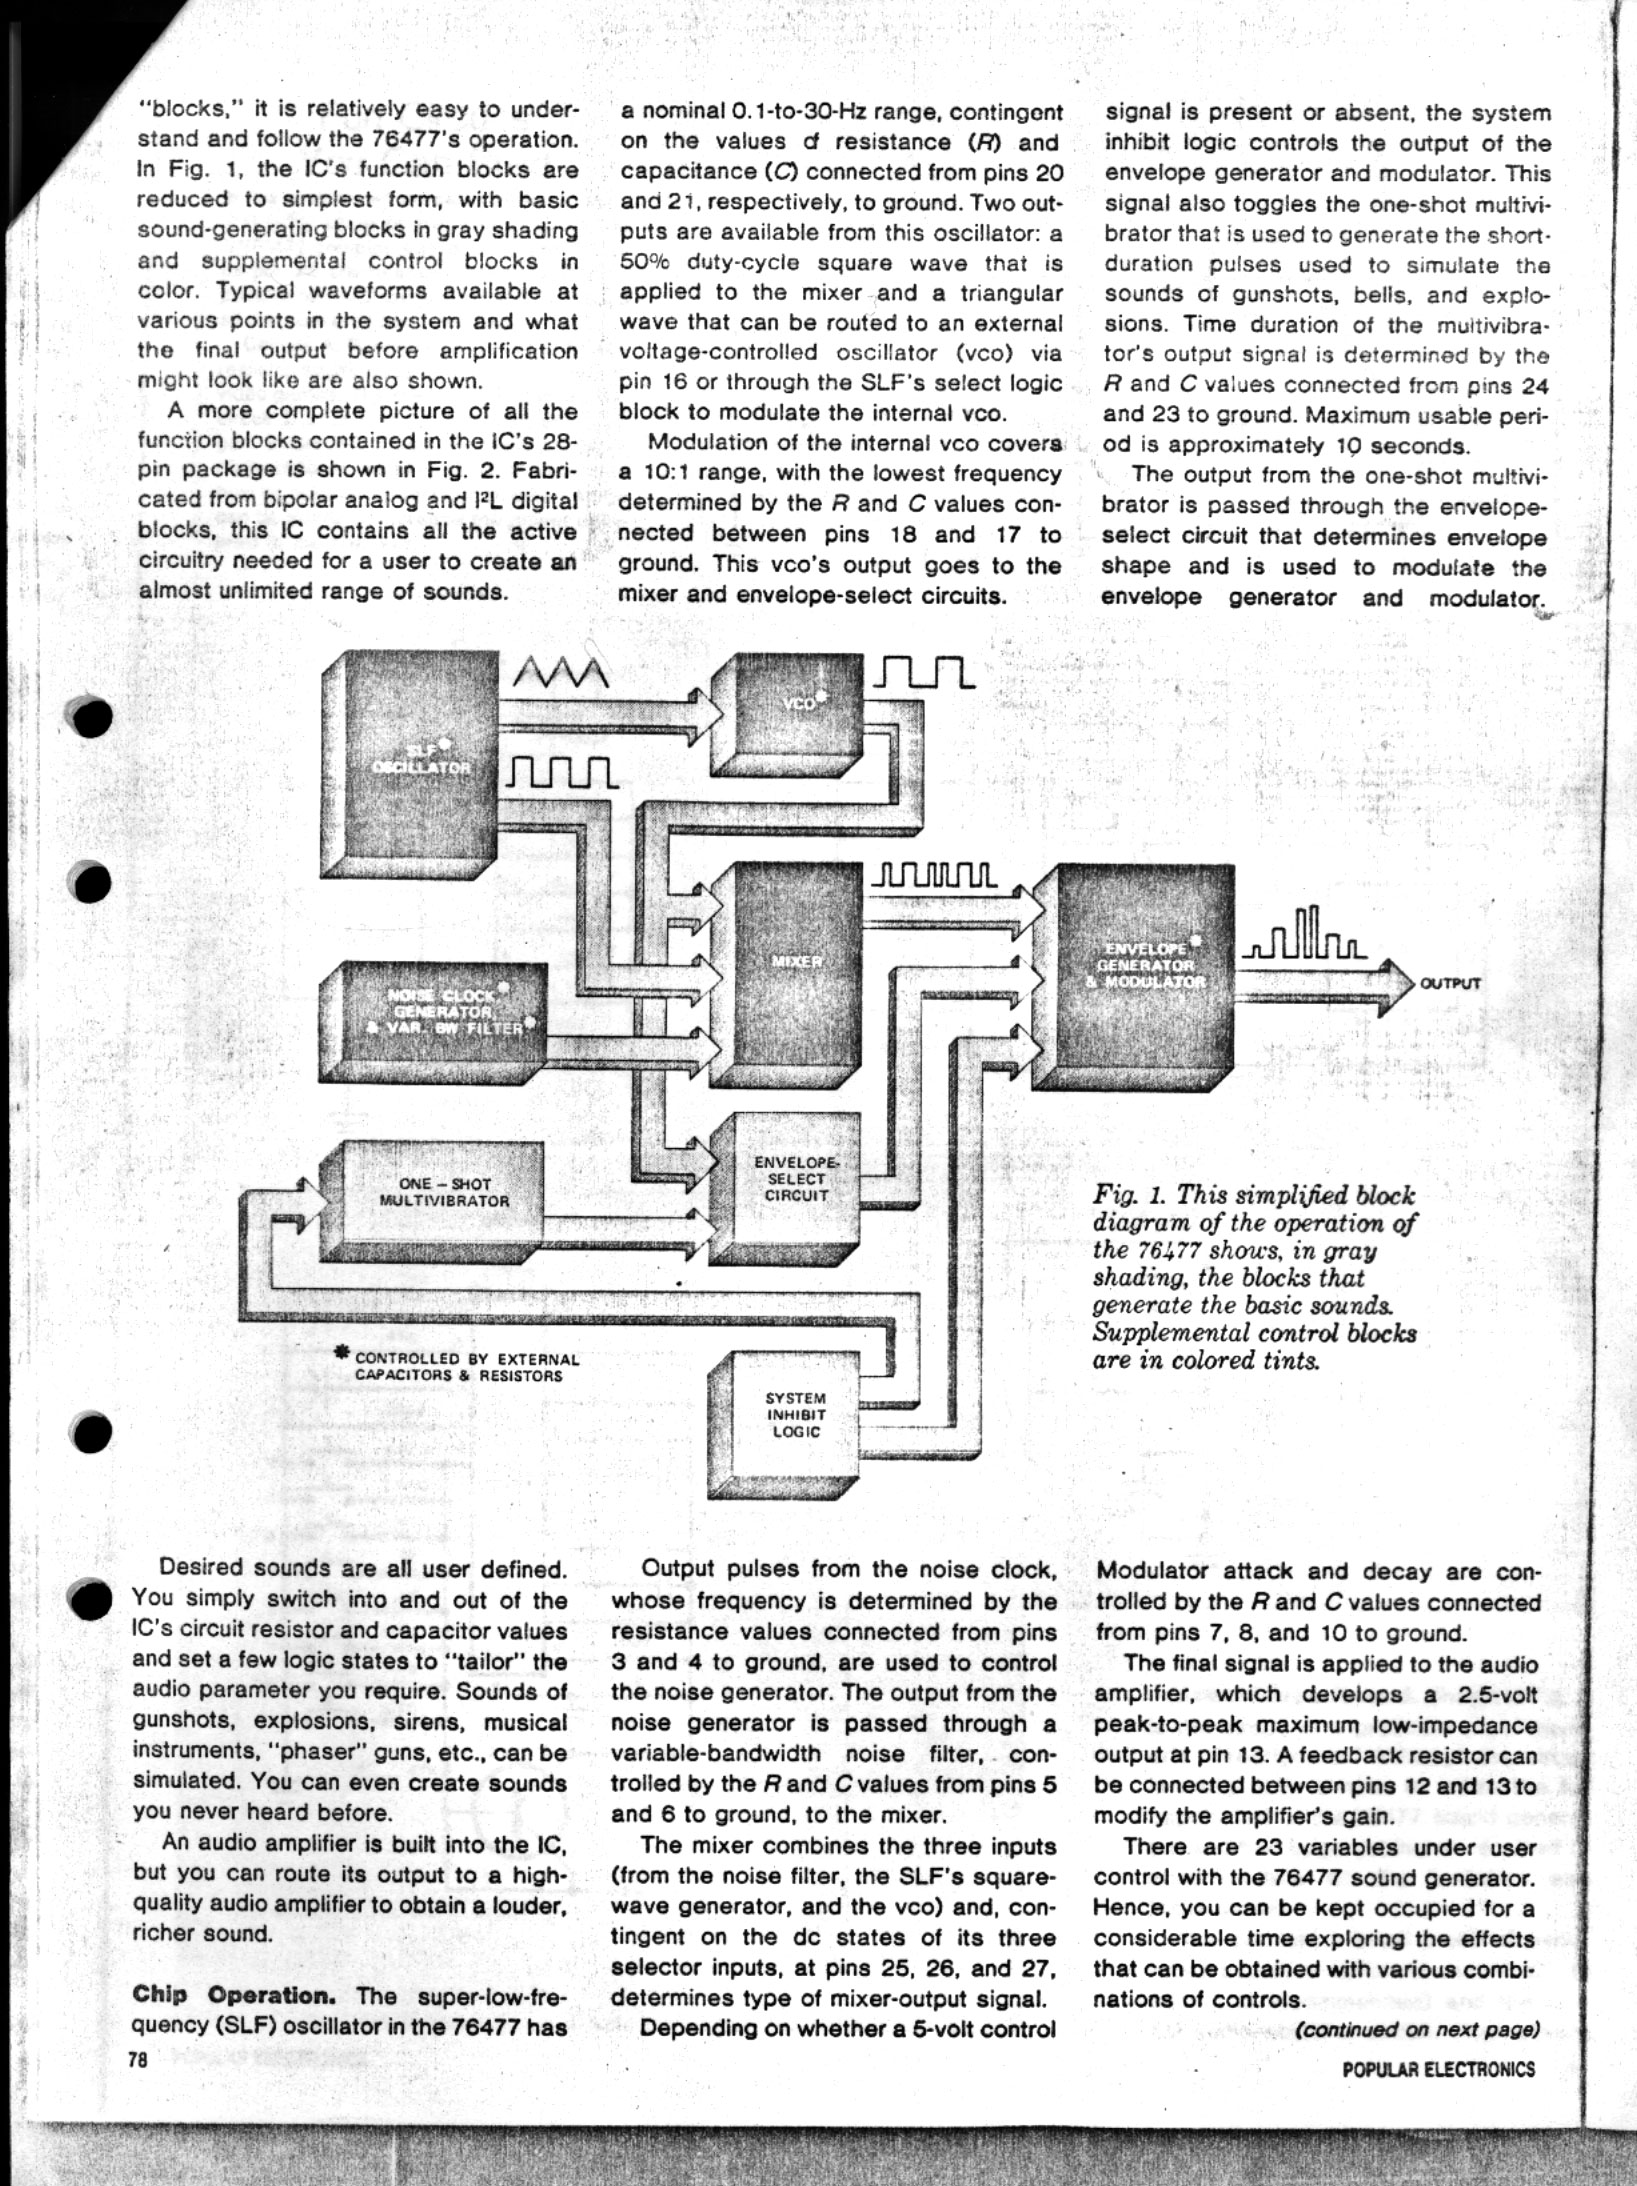 “blocks,” it is relatively easy to under-
stand and follow the 76477's operation.
In Fig. 1, the IC's function blocks are
reduced to simplest form, with basic
sound-generating blocks in gray shading
and supplemental control blocks in
color. Typical waveforms available at
various points in the system and what
the final output before amplification
might look like are also shown.
A more complete picture of all the
function blocks contained in the IC's 28-
pin package is shown in Fig. 2. Fabri-
cated from bipolar analog and I²L digital
blocks, this IC contains all the active
circuitry needed for a user to create an
almost unlimited range of sounds.
a nominal 0.1-to-30-Hz range, contingent
on the values of resistance (R) and
capacitance (C) connected from pins 20
and 21, respectively, to ground. Two out-
puts are available from this oscillator: a
50% duty-cycle square wave that is
applied to the mixer and a triangular
wave that can be routed to an external
voltage-controlled oscillator (vco) via
pin 16 or through the SLF's select logic
block to modulate the internal vco.
Modulation of the internal vco covers
a 10:1 range, with the lowest frequency
determined by the R and C values con-
nected between pins 18 and 17 to
ground. This vco's output goes to the
mixer and envelope-select circuits.
signal is present or absent, the system
inhibit logic controls the output of the
envelope generator and modulator. This
signal also toggles the one-shot multivi-
brator that is used to generate the short-
duration pulses used to simulate the
sounds of gunshots, bells, and explo-
sions. Time duration of the multivibra-
tor's output signal is determined by the
R and C values connected from pins 24
and 23 to ground. Maximum usable peri-
od is approximately 10 seconds.
The output from the one-shot multivi-
brator is passed through the envelope-
select circuit that determines envelope
shape and is used to modulate the
envelope generator and modulator.
SLF*
OSCILLATOR
VCO*
MIXER
NOISE CLOCK*
GENERATOR
& VAR. BW FILTER*
ENVELOPE*
GENERATOR
& MODULATOR
OUTPUT
ONE – SHOT
MULTIVIBRATOR
ENVELOPE-
SELECT
CIRCUIT
SYSTEM
INHIBIT
LOGIC
* CONTROLLED BY EXTERNAL
CAPACITORS & RESISTORS
Fig. 1. This simplified block
diagram of the operation of
the 76477 shows, in gray
shading, the blocks that
generate the basic sounds.
Supplemental control blocks
are in colored tints.
Desired sounds are all user defined.
You simply switch into and out of the
IC's circuit resistor and capacitor values
and set a few logic states to “tailor” the
audio parameter you require. Sounds of
gunshots, explosions, sirens, musical
instruments, “phaser” guns, etc., can be
simulated. You can even create sounds
you never heard before.
An audio amplifier is built into the IC,
but you can route its output to a high-
quality audio amplifier to obtain a louder,
richer sound.
Chip Operation. The super-low-fre-
quency (SLF) oscillator in the 76477 has
Output pulses from the noise clock,
whose frequency is determined by the
resistance values connected from pins
3 and 4 to ground, are used to control
the noise generator. The output from the
noise generator is passed through a
variable-bandwidth noise filter, con-
trolled by the R and C values from pins 5
and 6 to ground, to the mixer.
The mixer combines the three inputs
(from the noise filter, the SLF's square-
wave generator, and the vco) and, con-
tingent on the dc states of its three
selector inputs, at pins 25, 26, and 27,
determines type of mixer-output signal.
Depending on whether a 5-volt control
Modulator attack and decay are con-
trolled by the R and C values connected
from pins 7, 8, and 10 to ground.
The final signal is applied to the audio
amplifier, which develops a 2.5-volt
peak-to-peak maximum low-impedance
output at pin 13. A feedback resistor can
be connected between pins 12 and 13 to
modify the amplifier's gain.
There are 23 variables under user
control with the 76477 sound generator.
Hence, you can be kept occupied for a
considerable time exploring the effects
that can be obtained with various combi-
nations of controls.
(continued on next page)
78
POPULAR ELECTRONICS